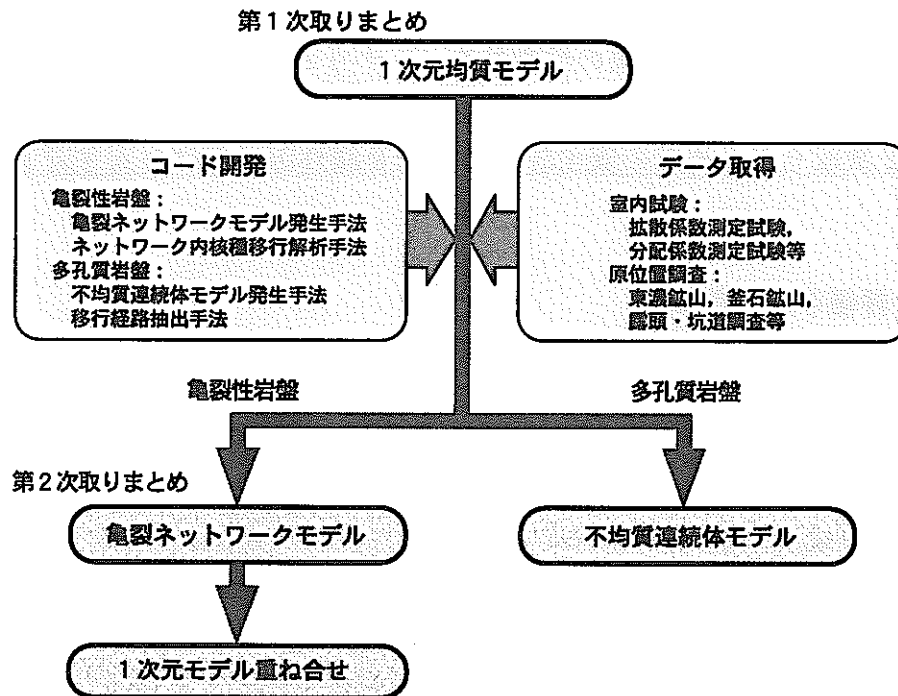 第1次取りまとめ
1次元均質モデル
コード開発
亀裂性岩盤：
亀裂ネットワークモデル発生手法
ネットワーク内核種移行解析手法
多孔質岩盤：
不均質連続体モデル発生手法
移行経路抽出手法
データ取得
室内試験：
拡散係数測定試験，
分配係数測定試験等
原位置調査：
東濃鉱山，釜石鉱山，
露頭・坑道調査等
亀裂性岩盤
多孔質岩盤
第2次取りまとめ
亀裂ネットワークモデル
不均質連続体モデル
1次元モデル重ね合せ